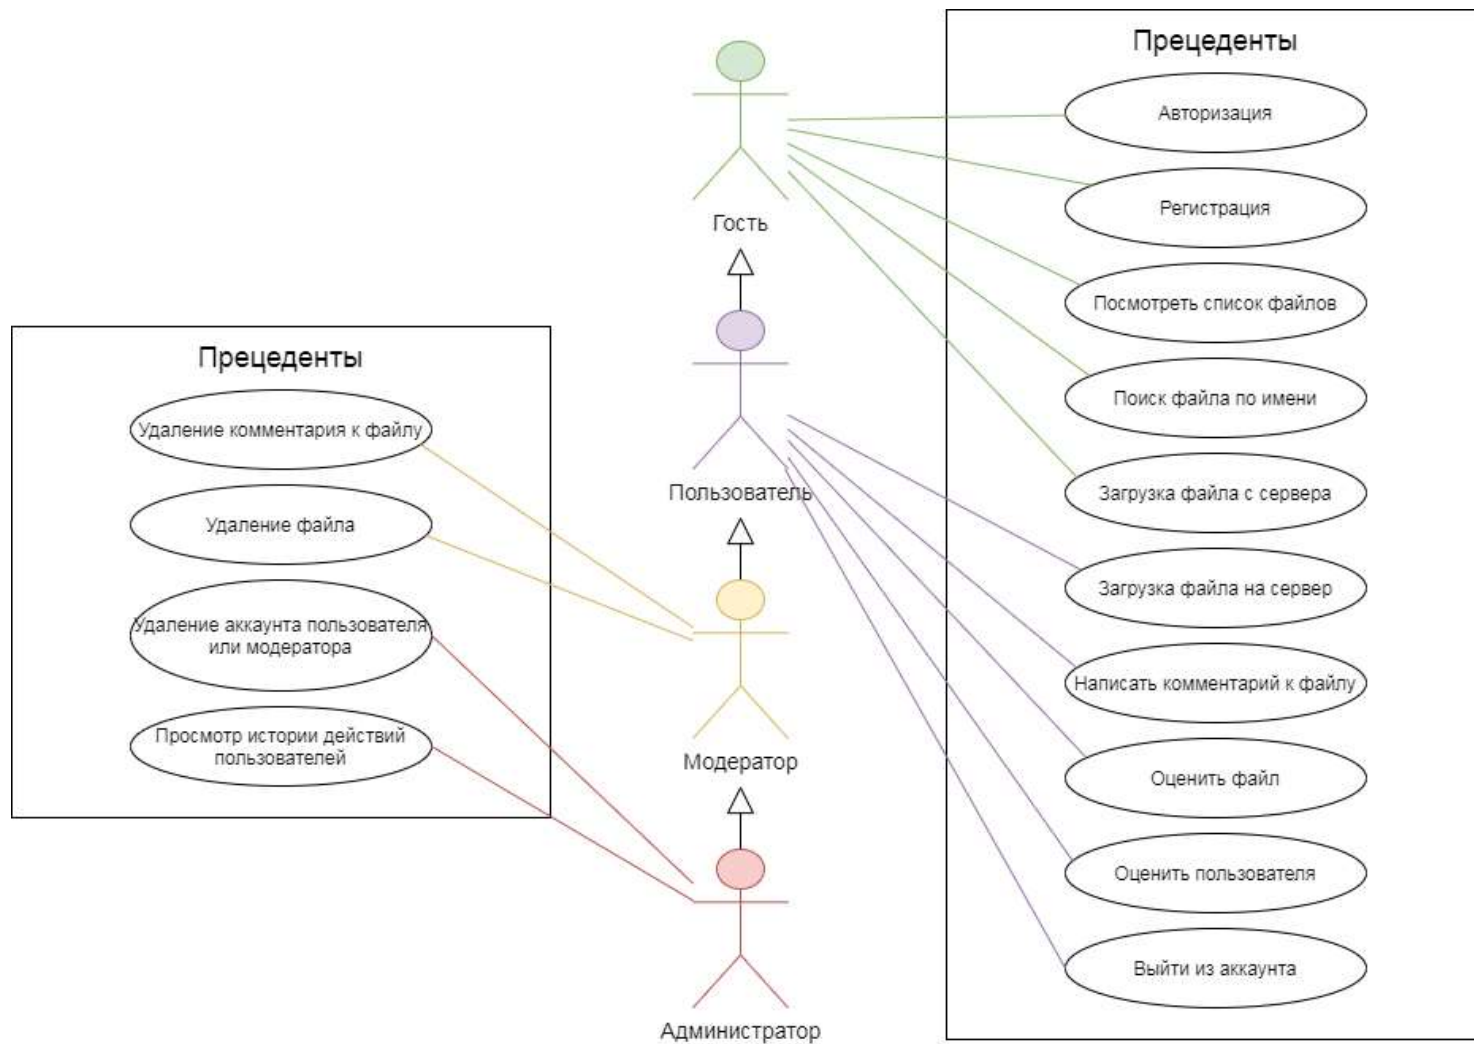 Прецеденты
Удаление комментария к файлу
Удаление файла
Удаление аккаунта пользователя
или модератора
Просмотр истории действий
пользователей
Гость
Пользователь
Модератор
Администратор
Прецеденты
Авторизация
Регистрация
Посмотреть список файлов
Поиск файла по имени
Загрузка файла с сервера
Загрузка файла на сервер
Написать комментарий к файлу
Оценить файл
Оценить пользователя
Выйти из аккаунта